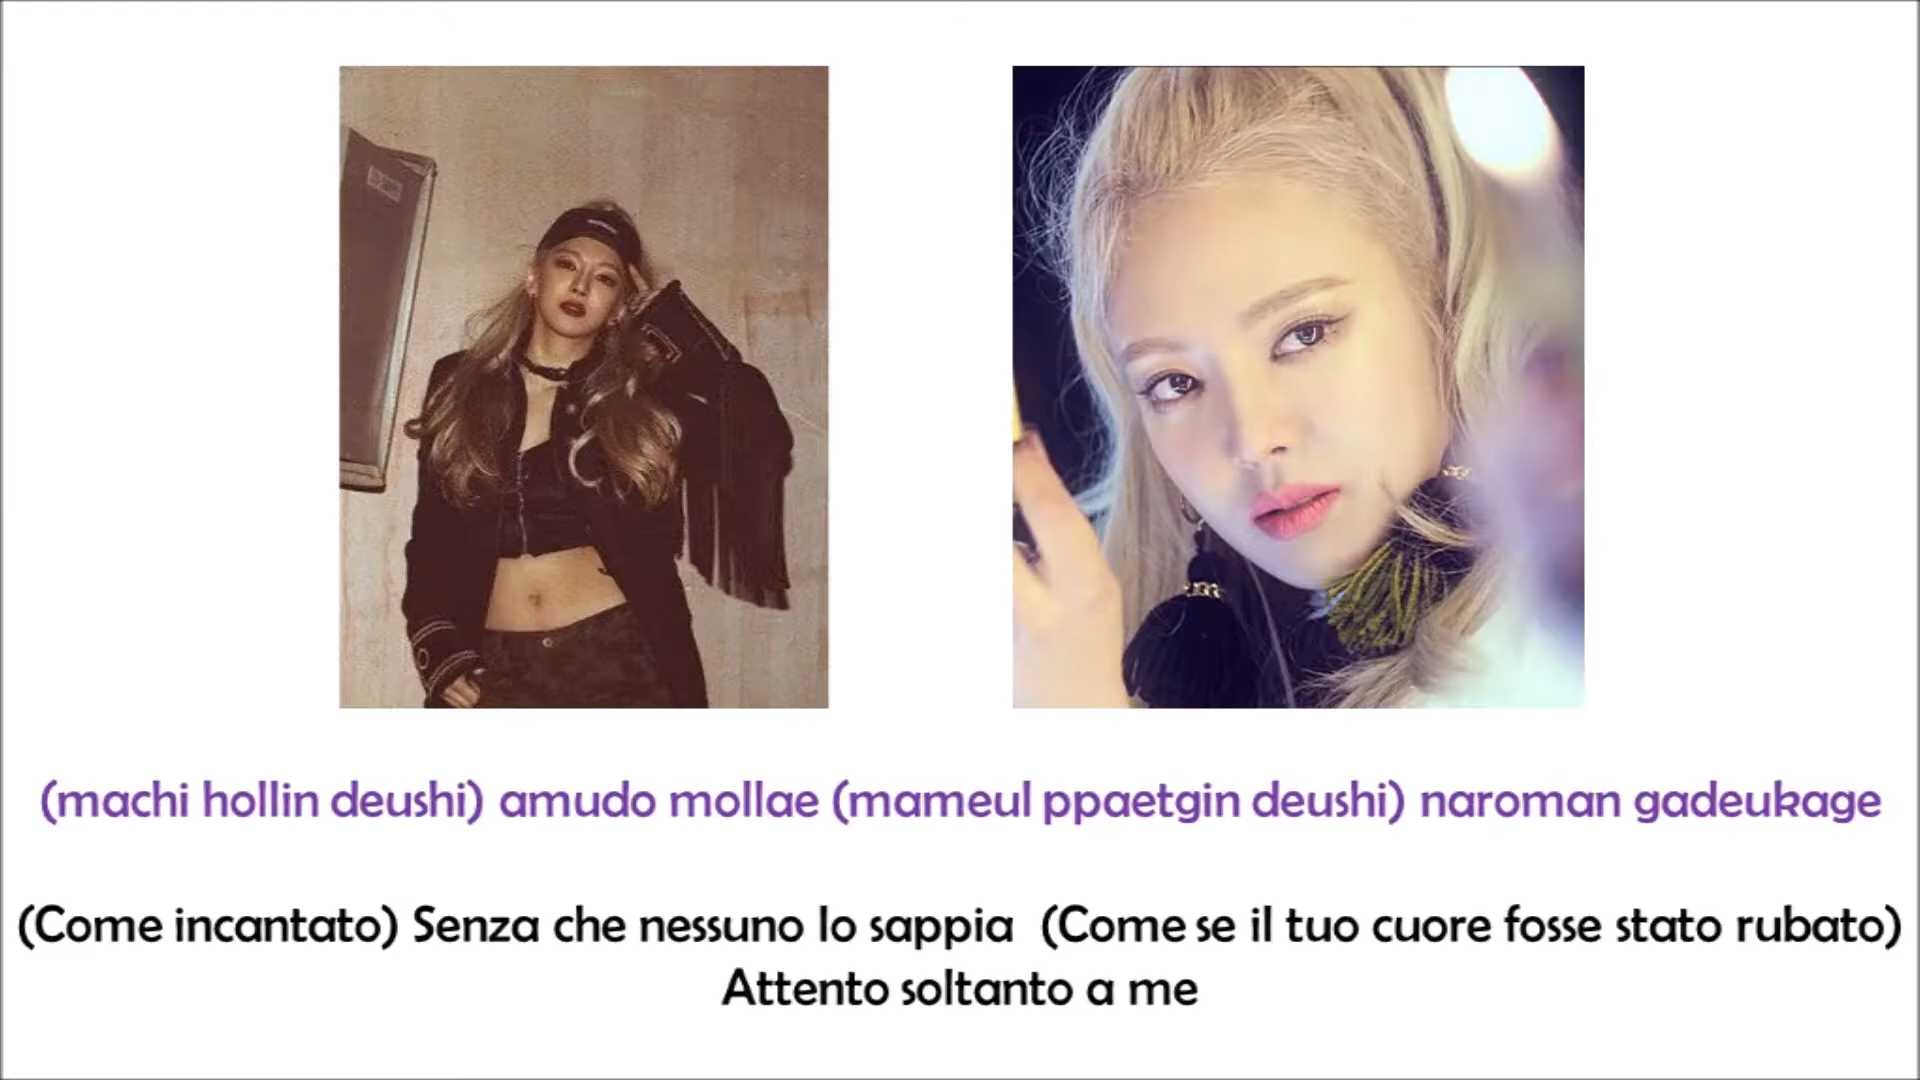 (machi hollin deushi) amudo mollae (mameul ppaetgin deushi) naroman gadeukage
(Come incantato) Senza che nessuno lo sappia (Come se il tuo cuore fosse stato rubato)
Attento soltanto a me